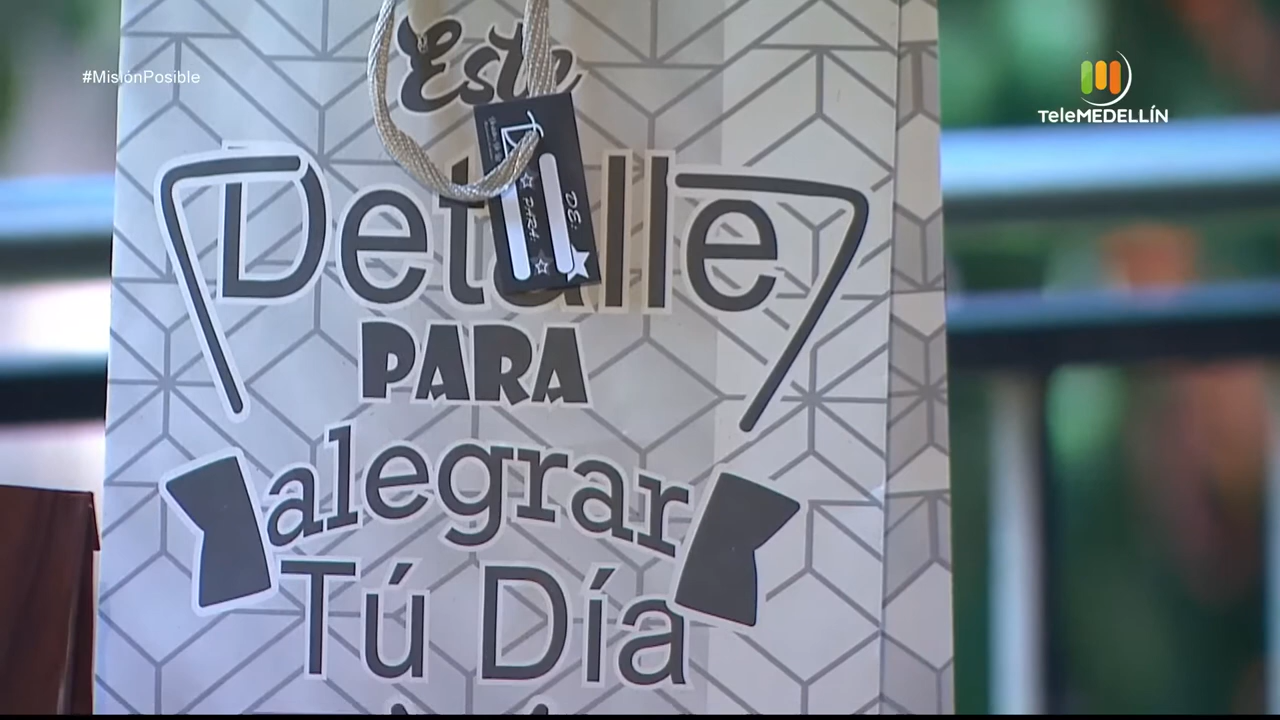 #MisiónPosible
TeleMEDELLÍN
Este
Detalle
PARA
alegrar
Tú Día
DE:
PARA: